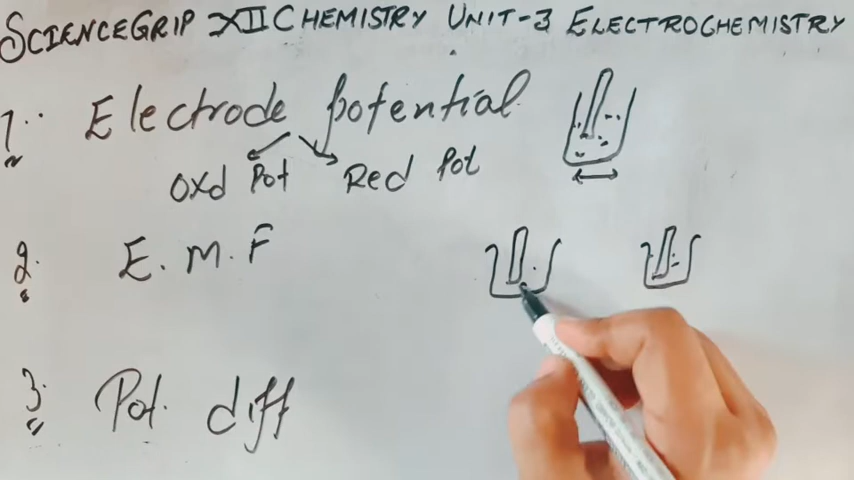 SCIENCEGRIP XII CHEMISTRY UNIT-3 ELECTROCHEMISTRY
1. Electrode potential
Oxd Pot Red Pot
2. E.M.F
3. Pot. diff